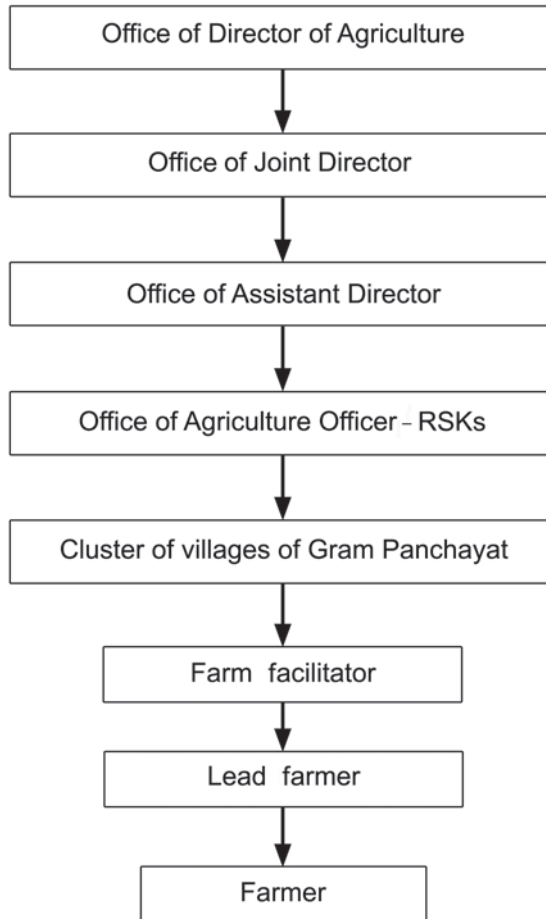 Office of Director of Agriculture
Office of Joint Director
Office of Assistant Director
Office of Agriculture Officer - RSKs
Cluster of villages of Gram Panchayat
Farm facilitator
Lead farmer
Farmer